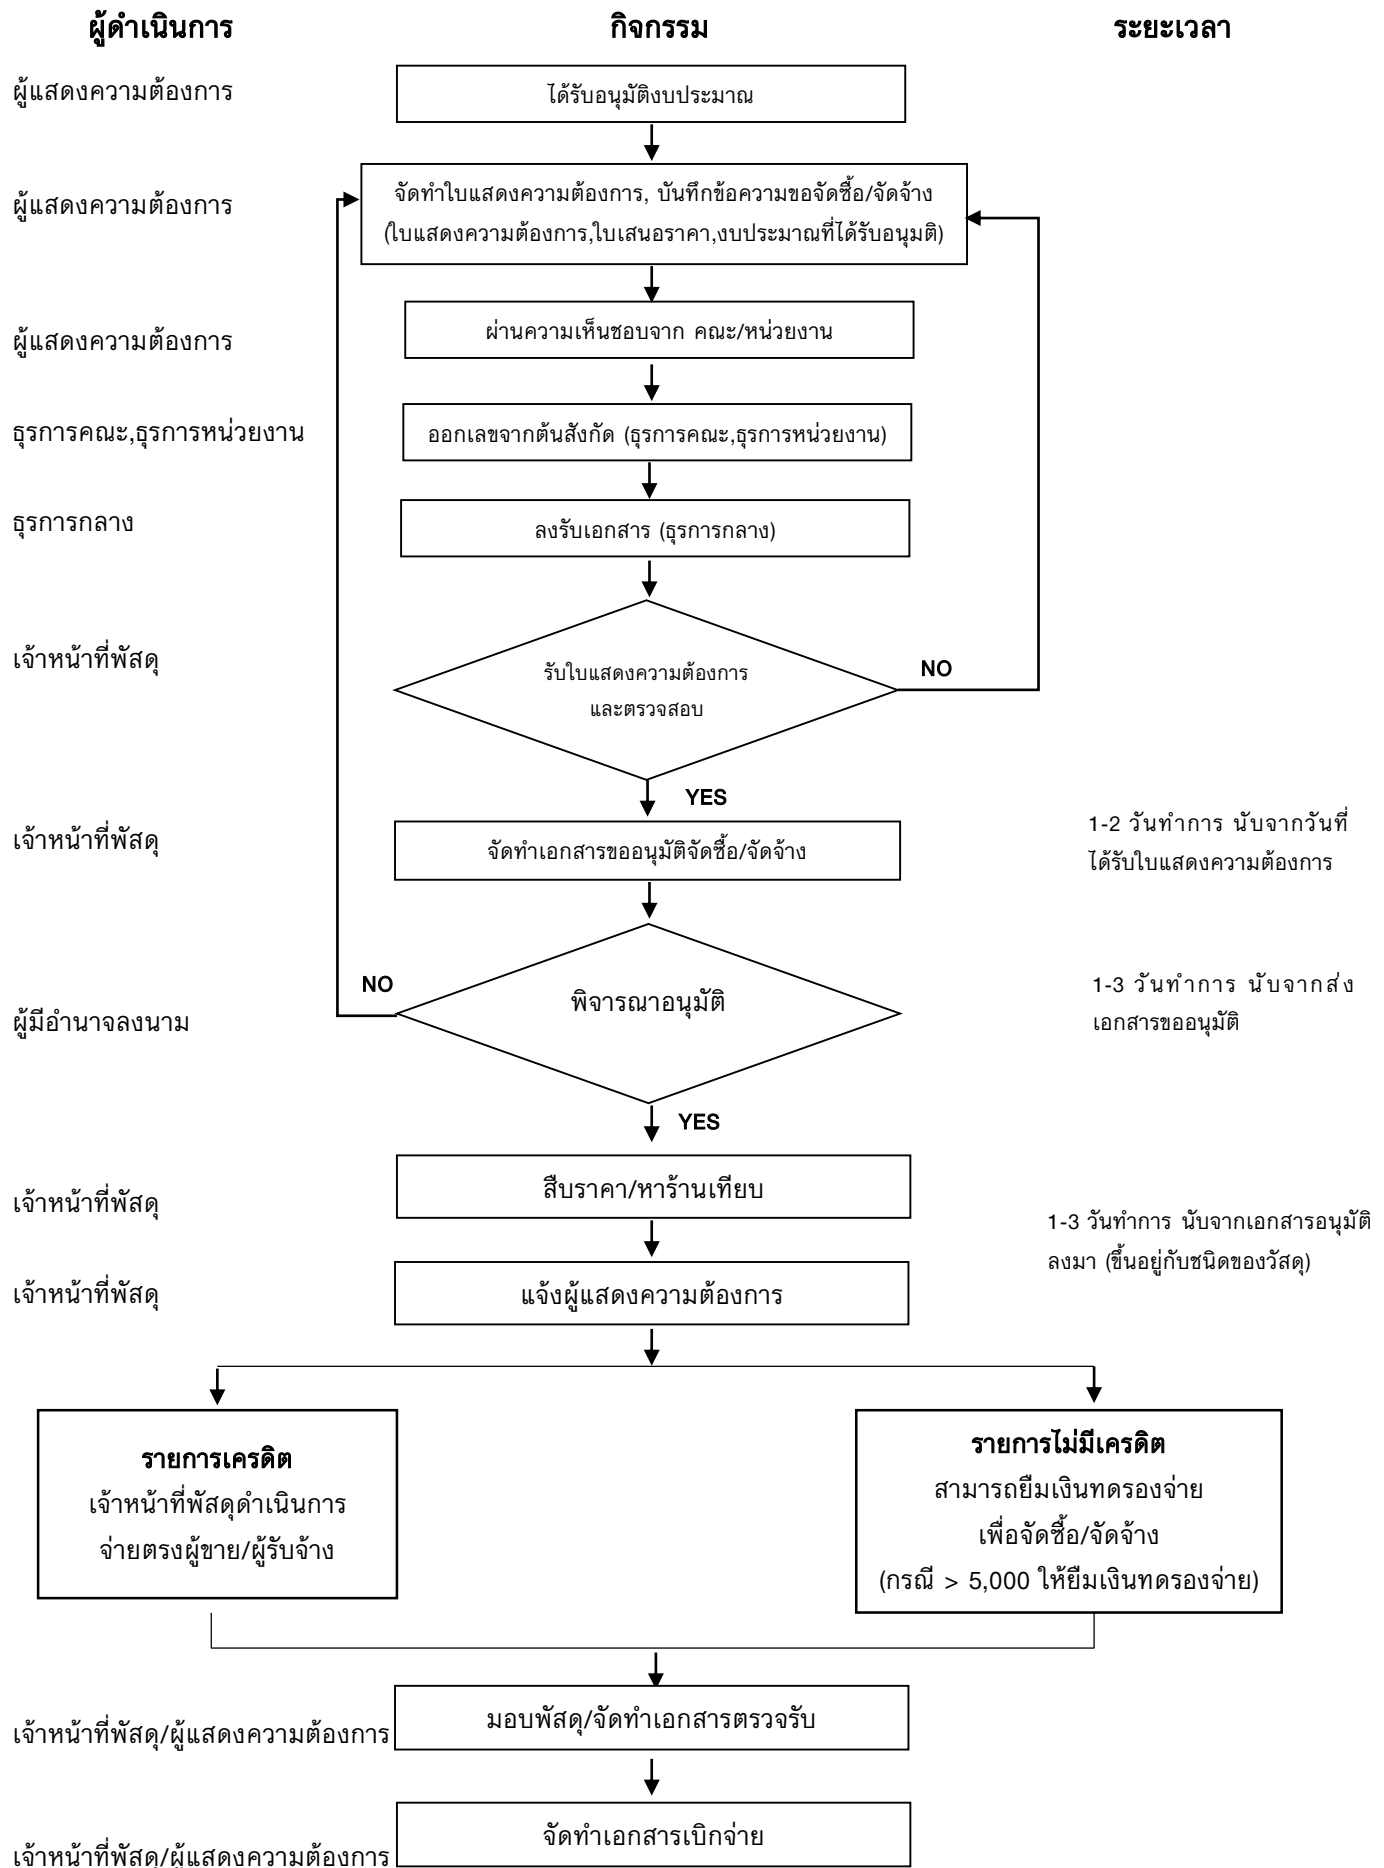 ผู้ดำเนินการ กิจกรรม ระยะเวลา
ผู้แสดงความต้องการ
ได้รับอนุมัติงบประมาณ
ผู้แสดงความต้องการ
จัดทำใบแสดงความต้องการ, บันทึกข้อความขอจัดซื้อ/จัดจ้าง
(ใบแสดงความต้องการ,ใบเสนอราคา,งบประมาณที่ได้รับอนุมติ)
ผู้แสดงความต้องการ
ผ่านความเห็นชอบจาก คณะ/หน่วยงาน
ธุรการคณะ,ธุรการหน่วยงาน
ออกเลขจากต้นสังกัด (ธุรการคณะ,ธุรการหน่วยงาน)
ธุรการกลาง
ลงรับเอกสาร (ธุรการกลาง)
เจ้าหน้าที่พัสดุ
รับใบแสดงความต้องการ
และตรวจสอบ
NO
YES
เจ้าหน้าที่พัสดุ
จัดทำเอกสารขออนุมัติจัดซื้อ/จัดจ้าง
1-2 วันทำการ นับจากวันที่
ได้รับใบแสดงความต้องการ
NO
ผู้มีอำนาจลงนาม
พิจารณาอนุมัติ
1-3 วันทำการ นับจากส่ง
เอกสารขออนุมัติ
YES
เจ้าหน้าที่พัสดุ
สืบราคา/หาร้านเทียบ
1-3 วันทำการ นับจากเอกสารอนุมัติ
ลงมา (ขึ้นอยู่กับชนิดของวัสดุ)
เจ้าหน้าที่พัสดุ
แจ้งผู้แสดงความต้องการ
รายการเครดิต
เจ้าหน้าที่พัสดุดำเนินการ
จ่ายตรงผู้ขาย/ผู้รับจ้าง
รายการไม่มีเครดิต
สามารถยืมเงินทดรองจ่าย
เพื่อจัดซื้อ/จัดจ้าง
(กรณี > 5,000 ให้ยืมเงินทดรองจ่าย)
เจ้าหน้าที่พัสดุ/ผู้แสดงความต้องการ
มอบพัสดุ/จัดทำเอกสารตรวจรับ
เจ้าหน้าที่พัสดุ/ผู้แสดงความต้องการ
จัดทำเอกสารเบิกจ่าย